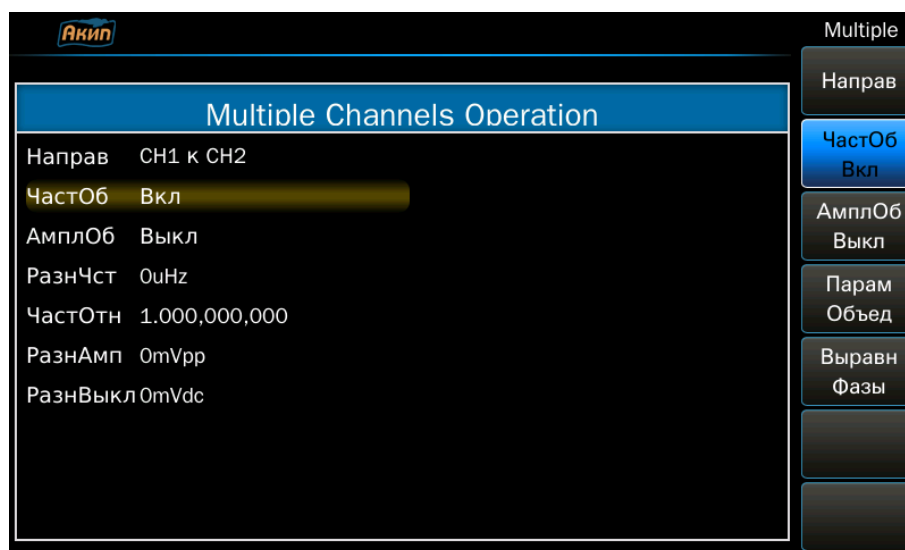 Акип
Multiple
Multiple Channels Operation
Направ CH1 к CH2
ЧастОб Вкл
АмплОб Выкл
РазнЧст 0uHz
ЧастОтн 1.000,000,000
РазнАмп 0mVpp
РазнВыкл 0mVdc
Направ
ЧастОб
Вкл
АмплОб
Выкл
Парам
Объед
Выравн
Фазы